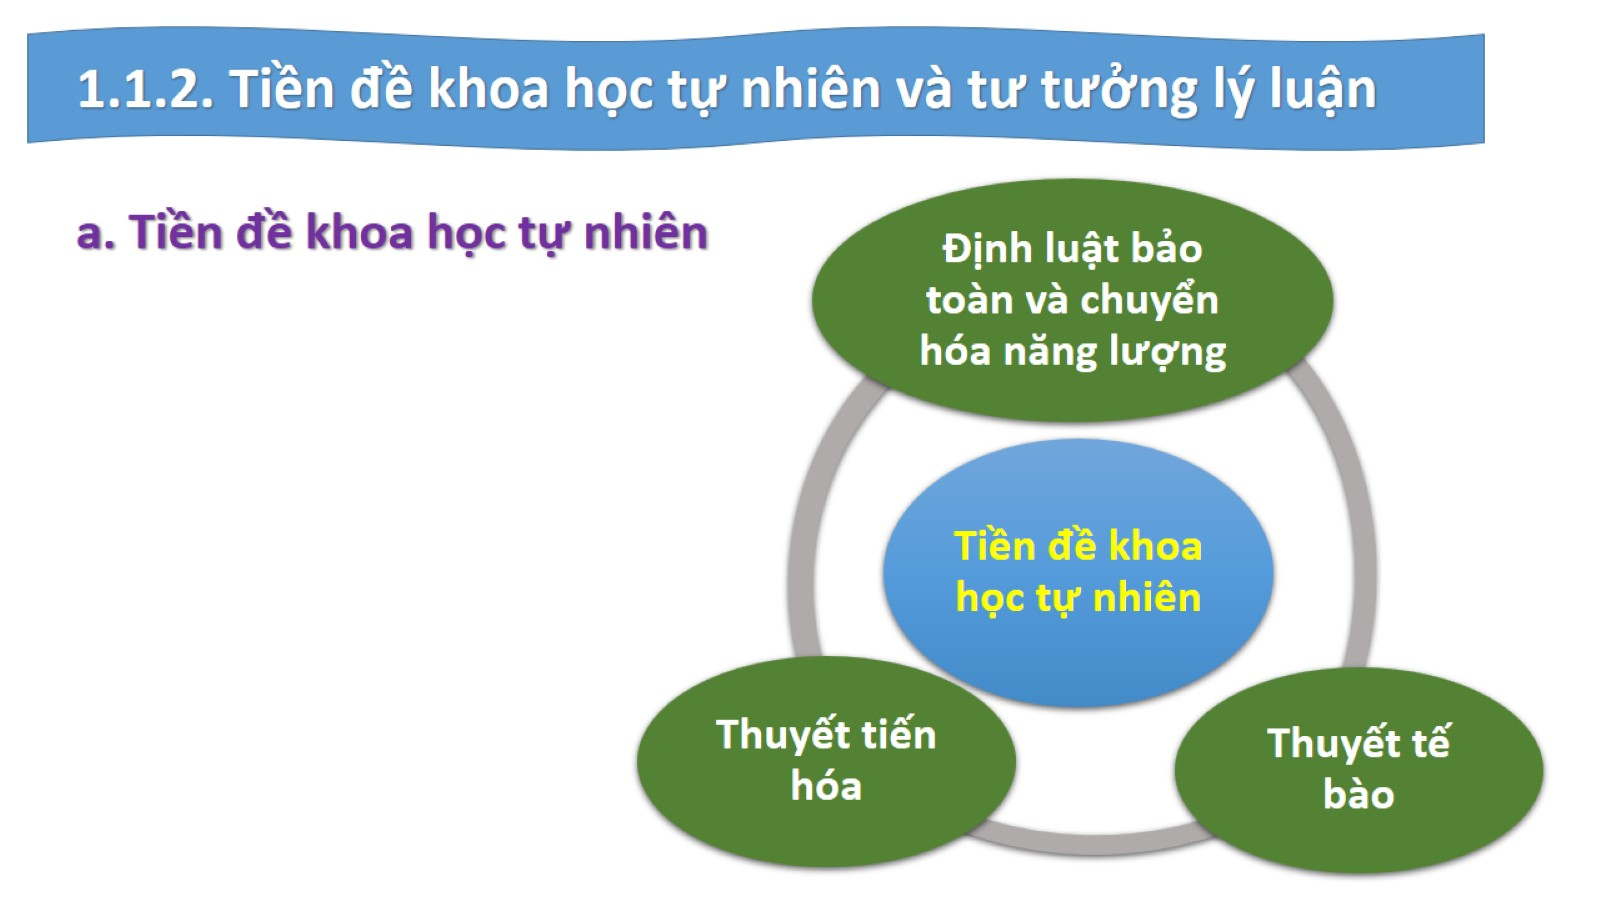 1.1.2. Tiền đề khoa học tự nhiên và tư tưởng lý luận
a. Tiền đề khoa học tự nhiên
Định luật bảo
toàn và chuyển
hóa năng lượng
Tiền đề khoa
học tự nhiên
Thuyết tiến
hóa
Thuyết tế
bào